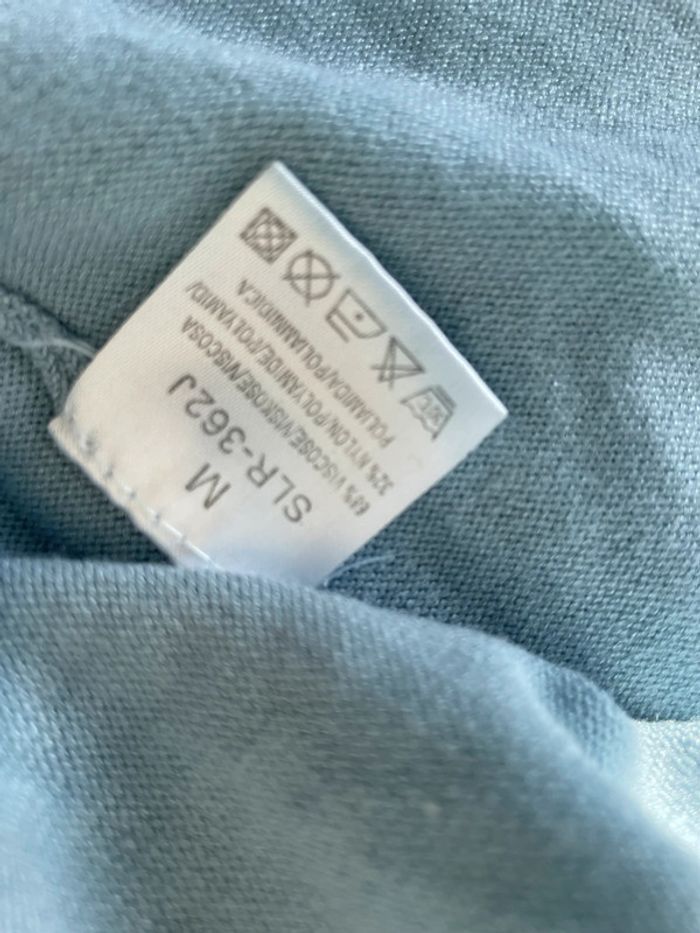 M
SLR-362J
68% VISCOSE/VISKOSE/VISCOSA
32% NYLON/POLYAMIDE/POLYAMID/
POLIAMIDA/POLIAMMIDICA